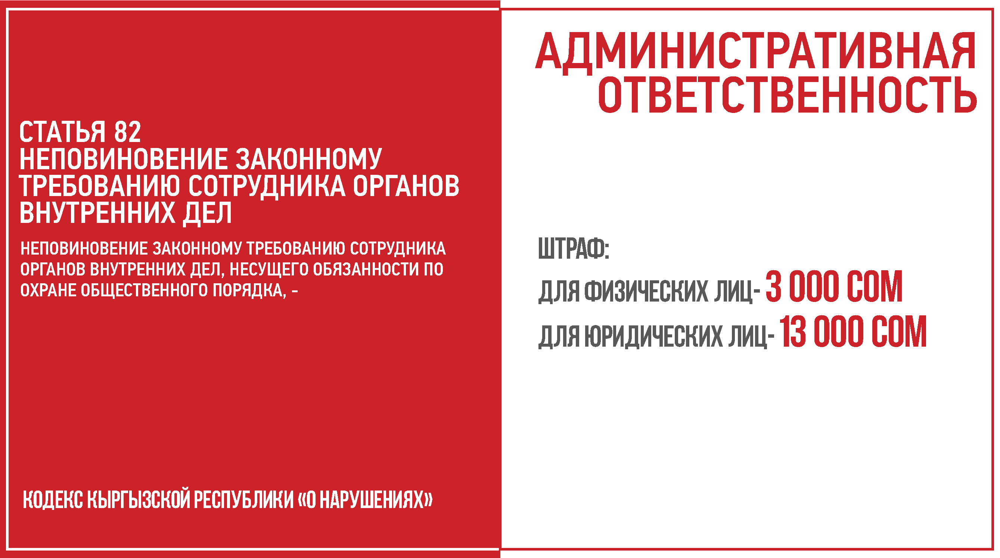 СТАТЬЯ 82
НЕПОВИНОВЕНИЕ ЗАКОННОМУ
ТРЕБОВАНИЮ СОТРУДНИКА ОРГАНОВ
ВНУТРЕННИХ ДЕЛ
НЕПОВИНОВЕНИЕ ЗАКОННОМУ ТРЕБОВАНИЮ СОТРУДНИКА
ОРГАНОВ ВНУТРЕННИХ ДЕЛ, НЕСУЩЕГО ОБЯЗАННОСТИ ПО
ОХРАНЕ ОБЩЕСТВЕННОГО ПОРЯДКА, -
КОДЕКС КЫРГЫЗСКОЙ РЕСПУБЛИКИ «О НАРУШЕНИЯХ»
АДМИНИСТРАТИВНАЯ
ОТВЕТСТВЕННОСТЬ
ШТРАФ:
ДЛЯ ФИЗИЧЕСКИХ ЛИЦ- 3 000 СОМ
ДЛЯ ЮРИДИЧЕСКИХ ЛИЦ- 13 000 СОМ